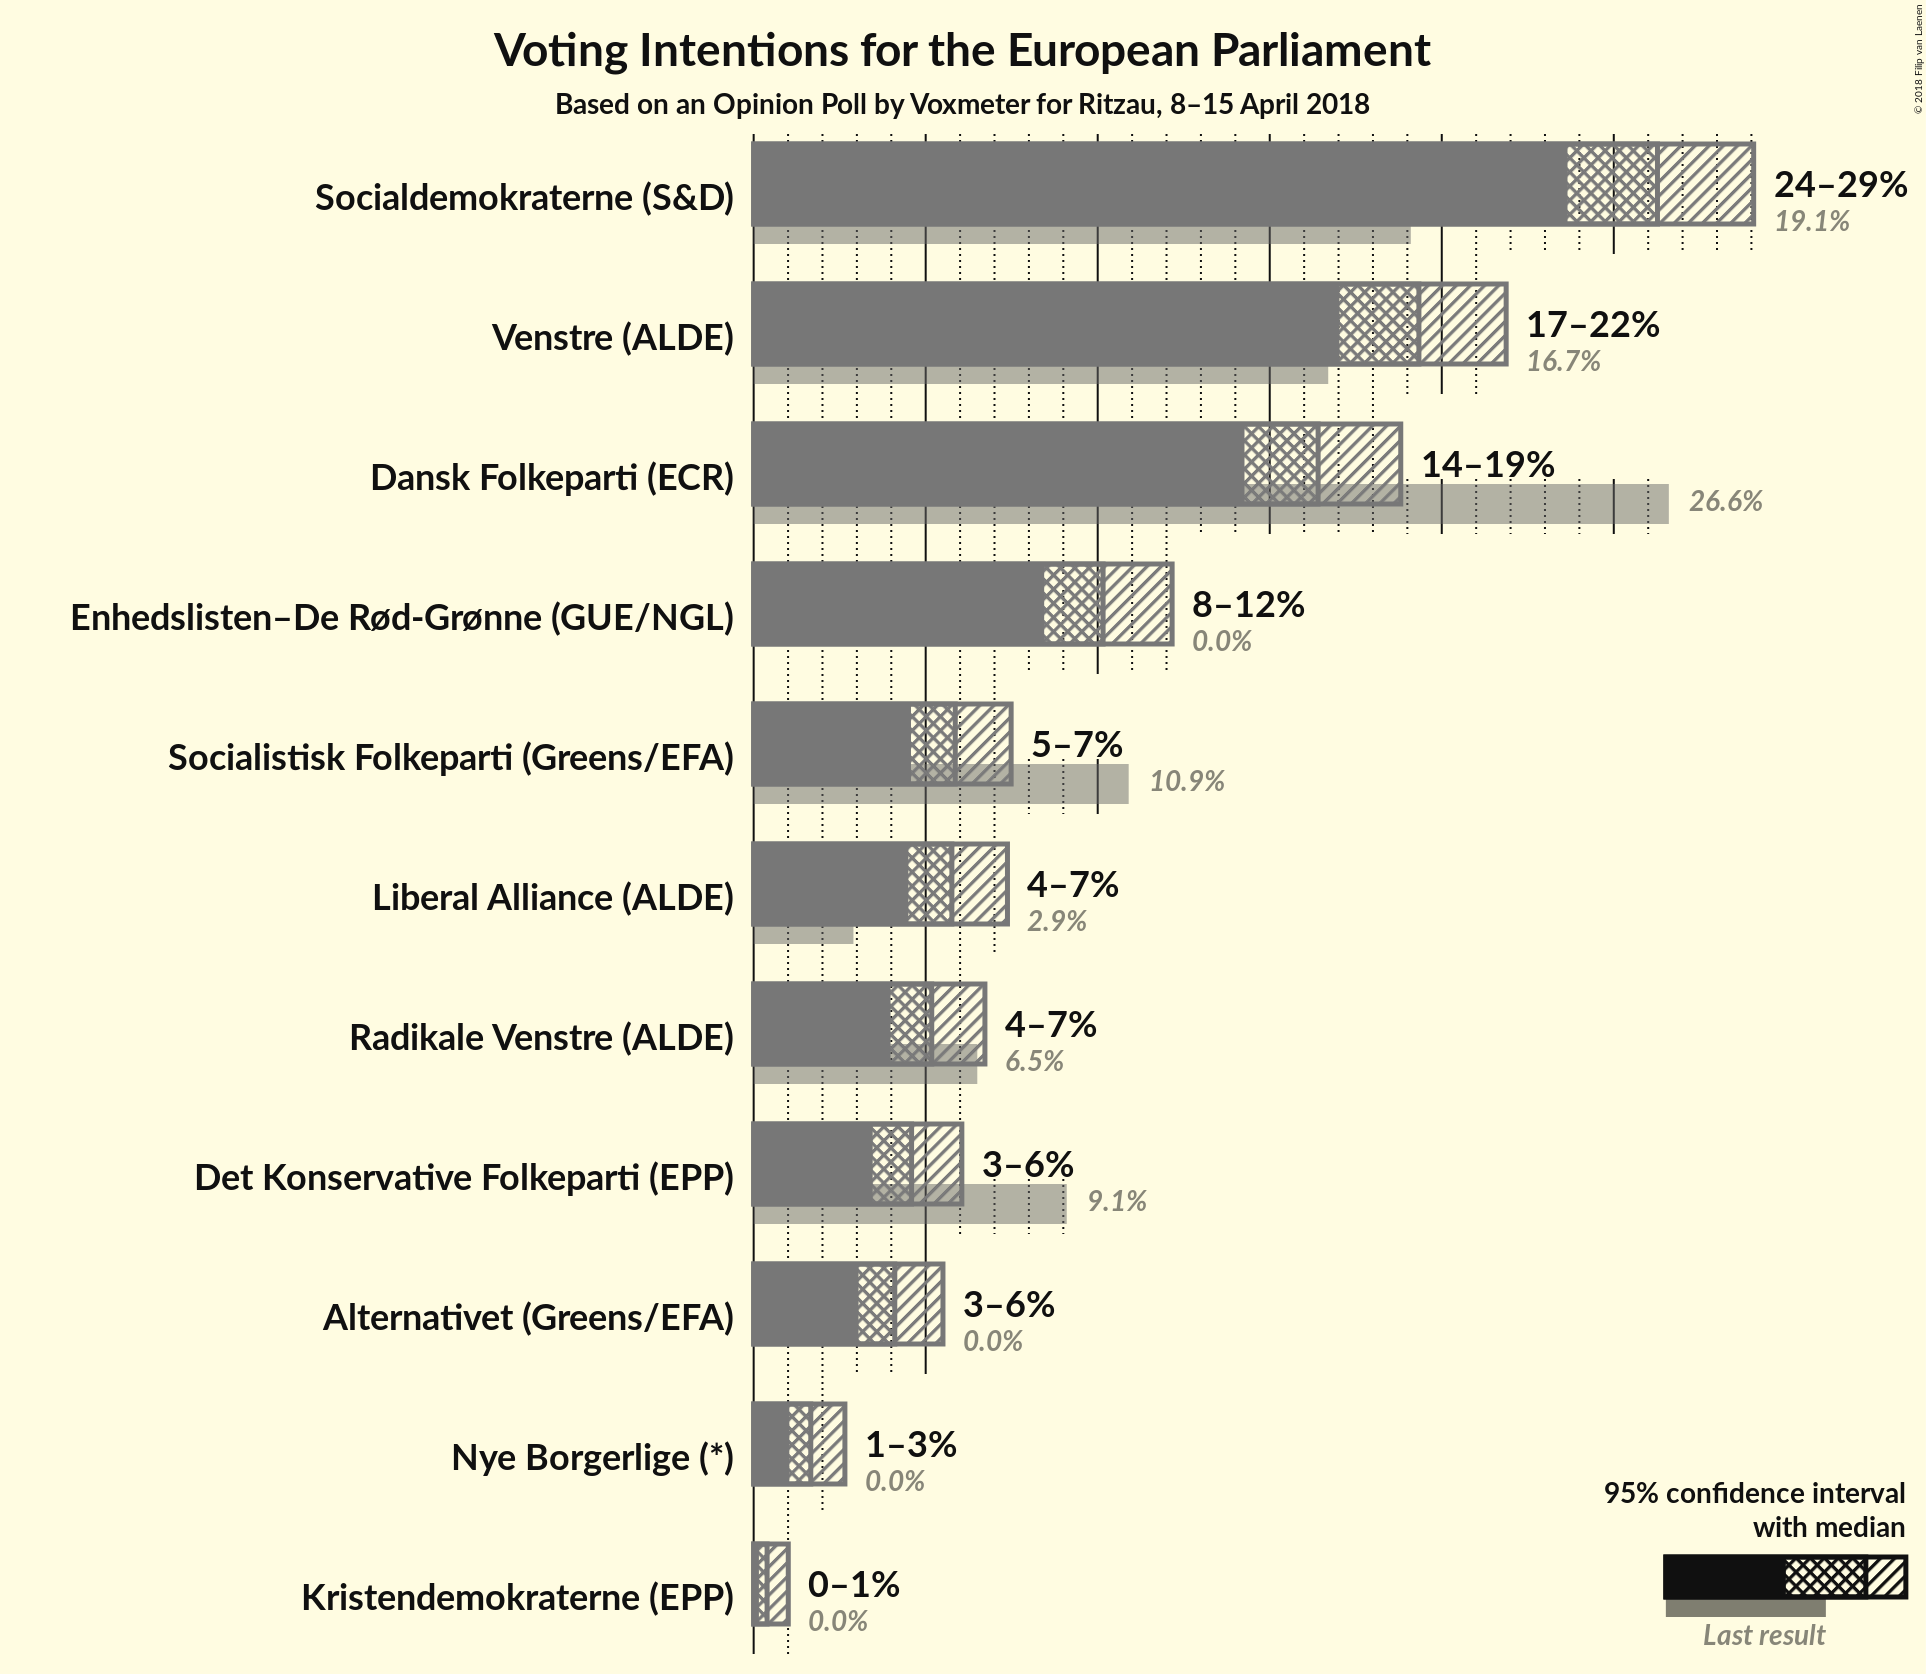 Voting Intentions for the European Parliament
Based on an Opinion Poll by Voxmeter for Ritzau, 8–15 April 2018
© 2018 Filip van Laenen
Socialdemokraterne (S&D)
24–29%
19.1%
Venstre (ALDE)
17–22%
16.7%
Dansk Folkeparti (ECR)
14–19%
26.6%
Enhedslisten–De Rød-Grønne (GUE/NGL)
8–12%
0.0%
Socialistisk Folkeparti (Greens/EFA)
5–7%
10.9%
Liberal Alliance (ALDE)
4–7%
2.9%
Radikale Venstre (ALDE)
4–7%
6.5%
Det Konservative Folkeparti (EPP)
3–6%
9.1%
Alternativet (Greens/EFA)
3–6%
0.0%
Nye Borgerlige (*)
1–3%
0.0%
Kristendemokraterne (EPP)
0–1%
0.0%
95% confidence interval
with median
Last result